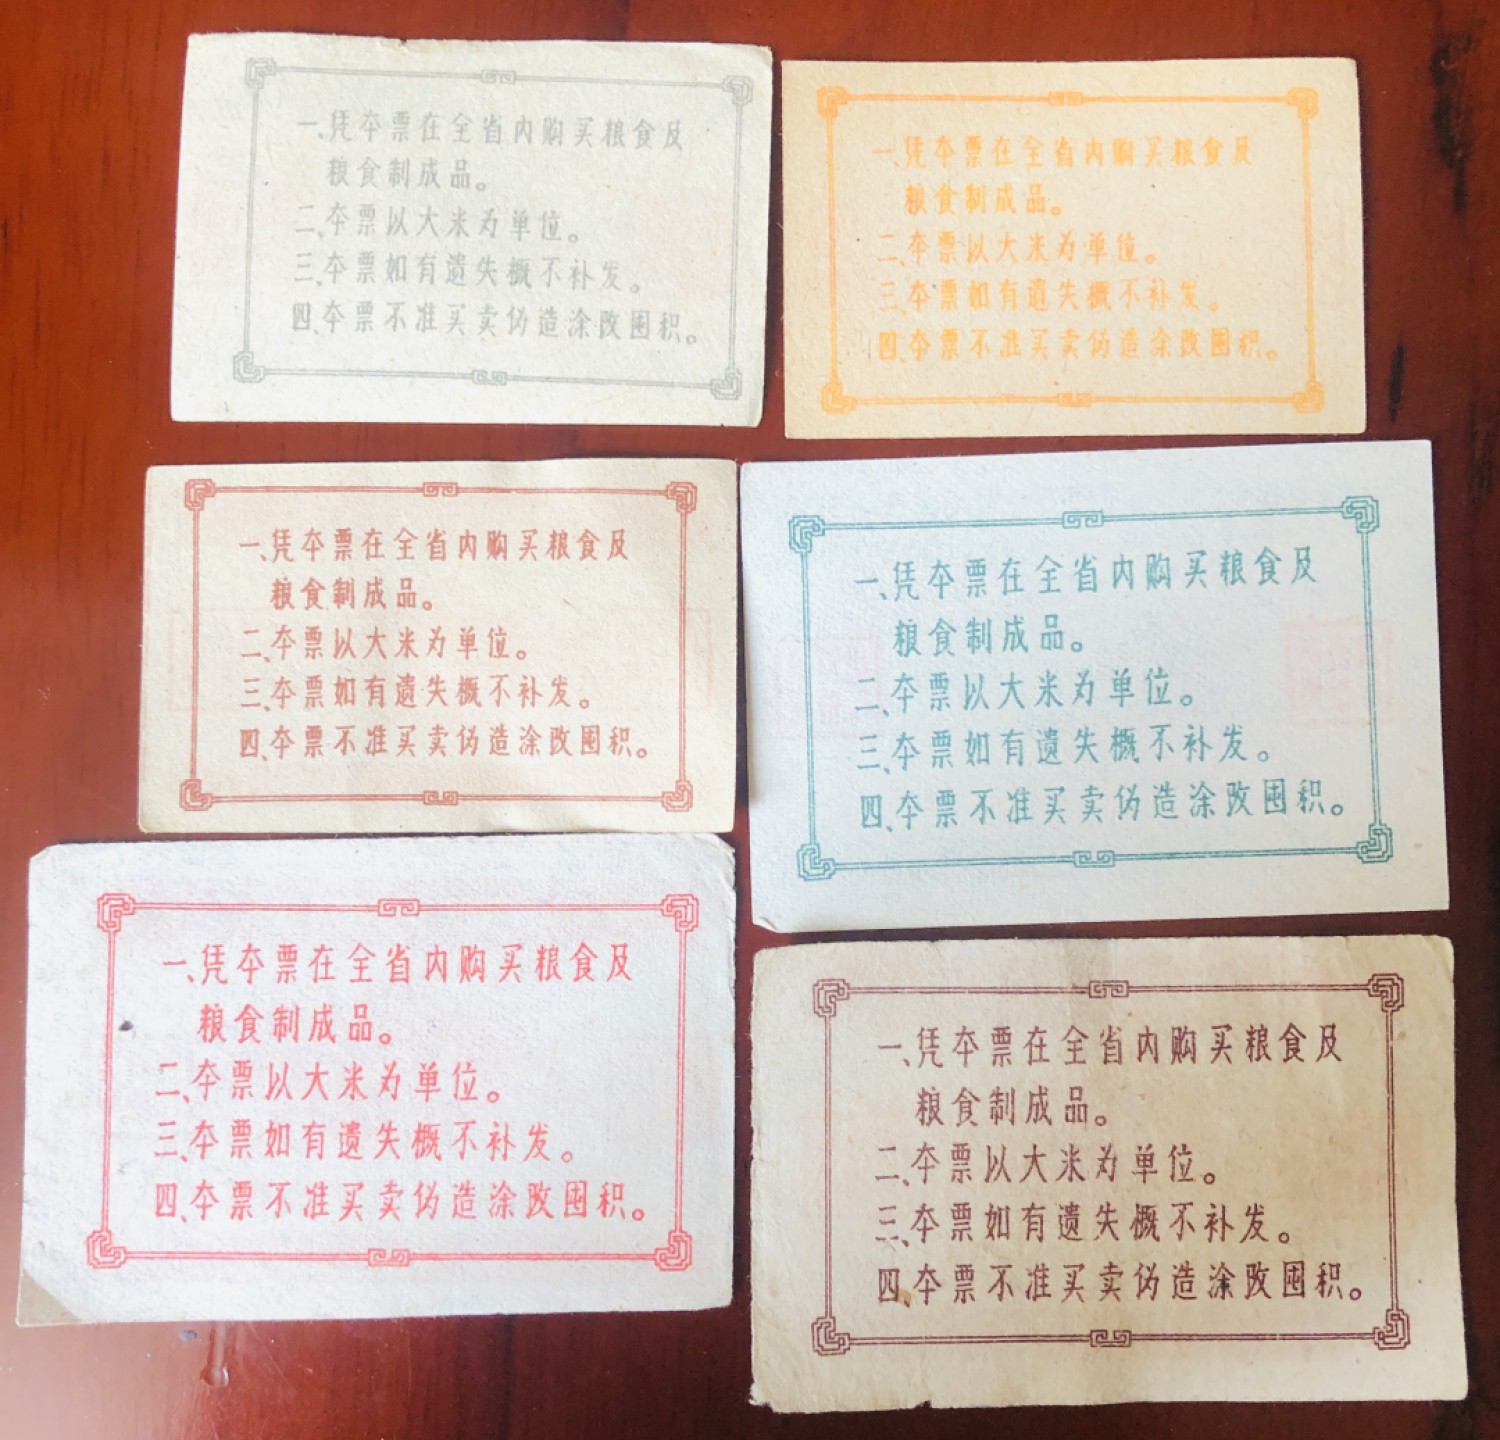 一、凭本票在全省内购买粮食及
粮食制成品。
二、本票以大米为单位。
三、本票如有遗失概不补发。
四、本票不准买卖伪造涂改囤积。
一、凭本票在全省内购买粮食及
粮食制成品。
二、本票以大米为单位。
三、本票如有遗失概不补发。
四、本票不准买卖伪造涂改囤积。
一、凭本票在全省内购买粮食及
粮食制成品。
二、本票以大米为单位。
三、本票如有遗失概不补发。
四、本票不准买卖伪造涂改囤积。
一、凭本票在全省内购买粮食及
粮食制成品。
二、本票以大米为单位。
三、本票如有遗失概不补发。
四、本票不准买卖伪造涂改囤积。
一、凭本票在全省内购买粮食及
粮食制成品。
二、本票以大米为单位。
三、本票如有遗失概不补发。
四、本票不准买卖伪造涂改囤积。
一、凭本票在全省内购买粮食及
粮食制成品。
二、本票以大米为单位。
三、本票如有遗失概不补发。
四、本票不准买卖伪造涂改囤积。